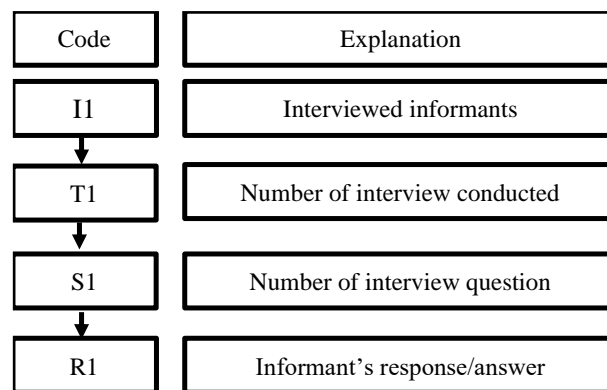 Code
Explanation
I1
Interviewed informants
T1
Number of interview conducted
S1
Number of interview question
R1
Informant’s response/answer